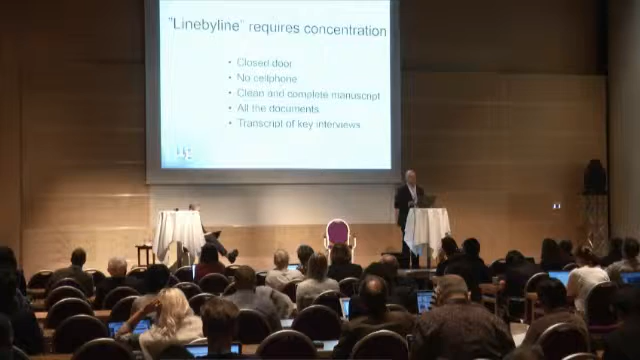 "Linebyline" requires concentration
• Closed door
• No cellphone
• Clean and complete manuscript
• All the documents
• Transcript of key interviews